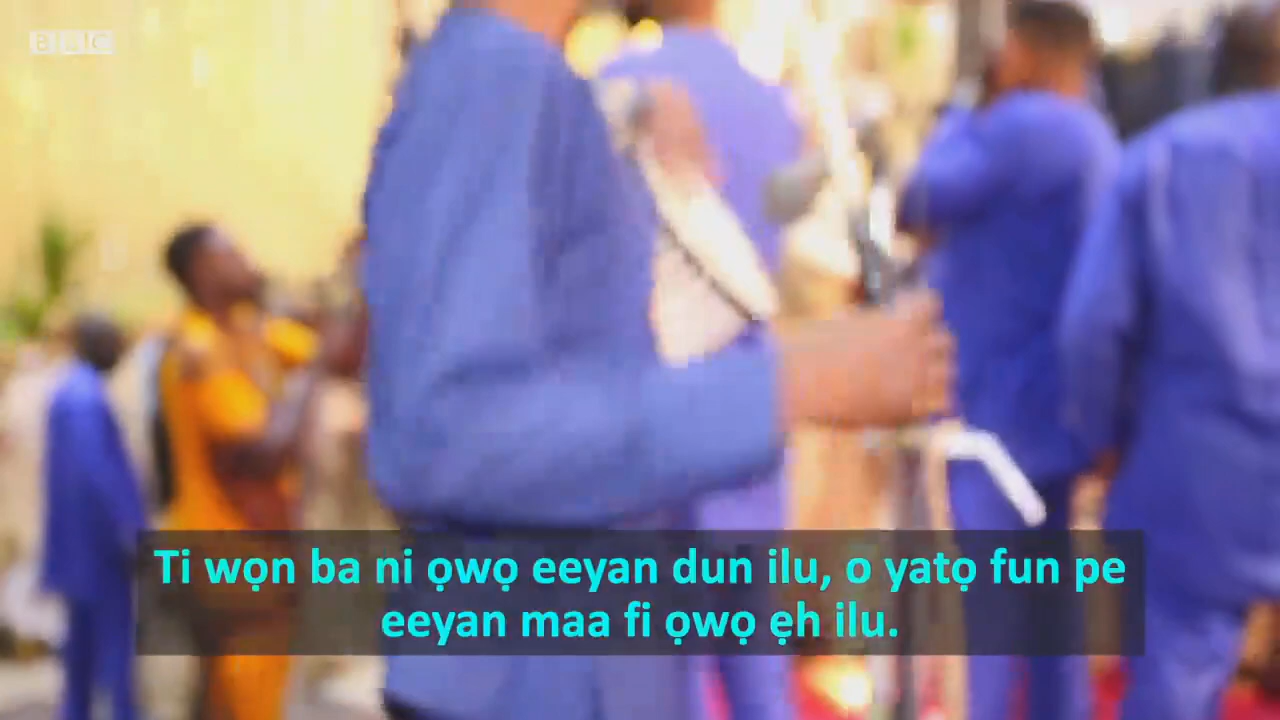 BBC
Ti wọn ba ni ọwọ eeyan dun ilu, o yatọ fun pe
eeyan maa fi ọwọ ẹh ilu.